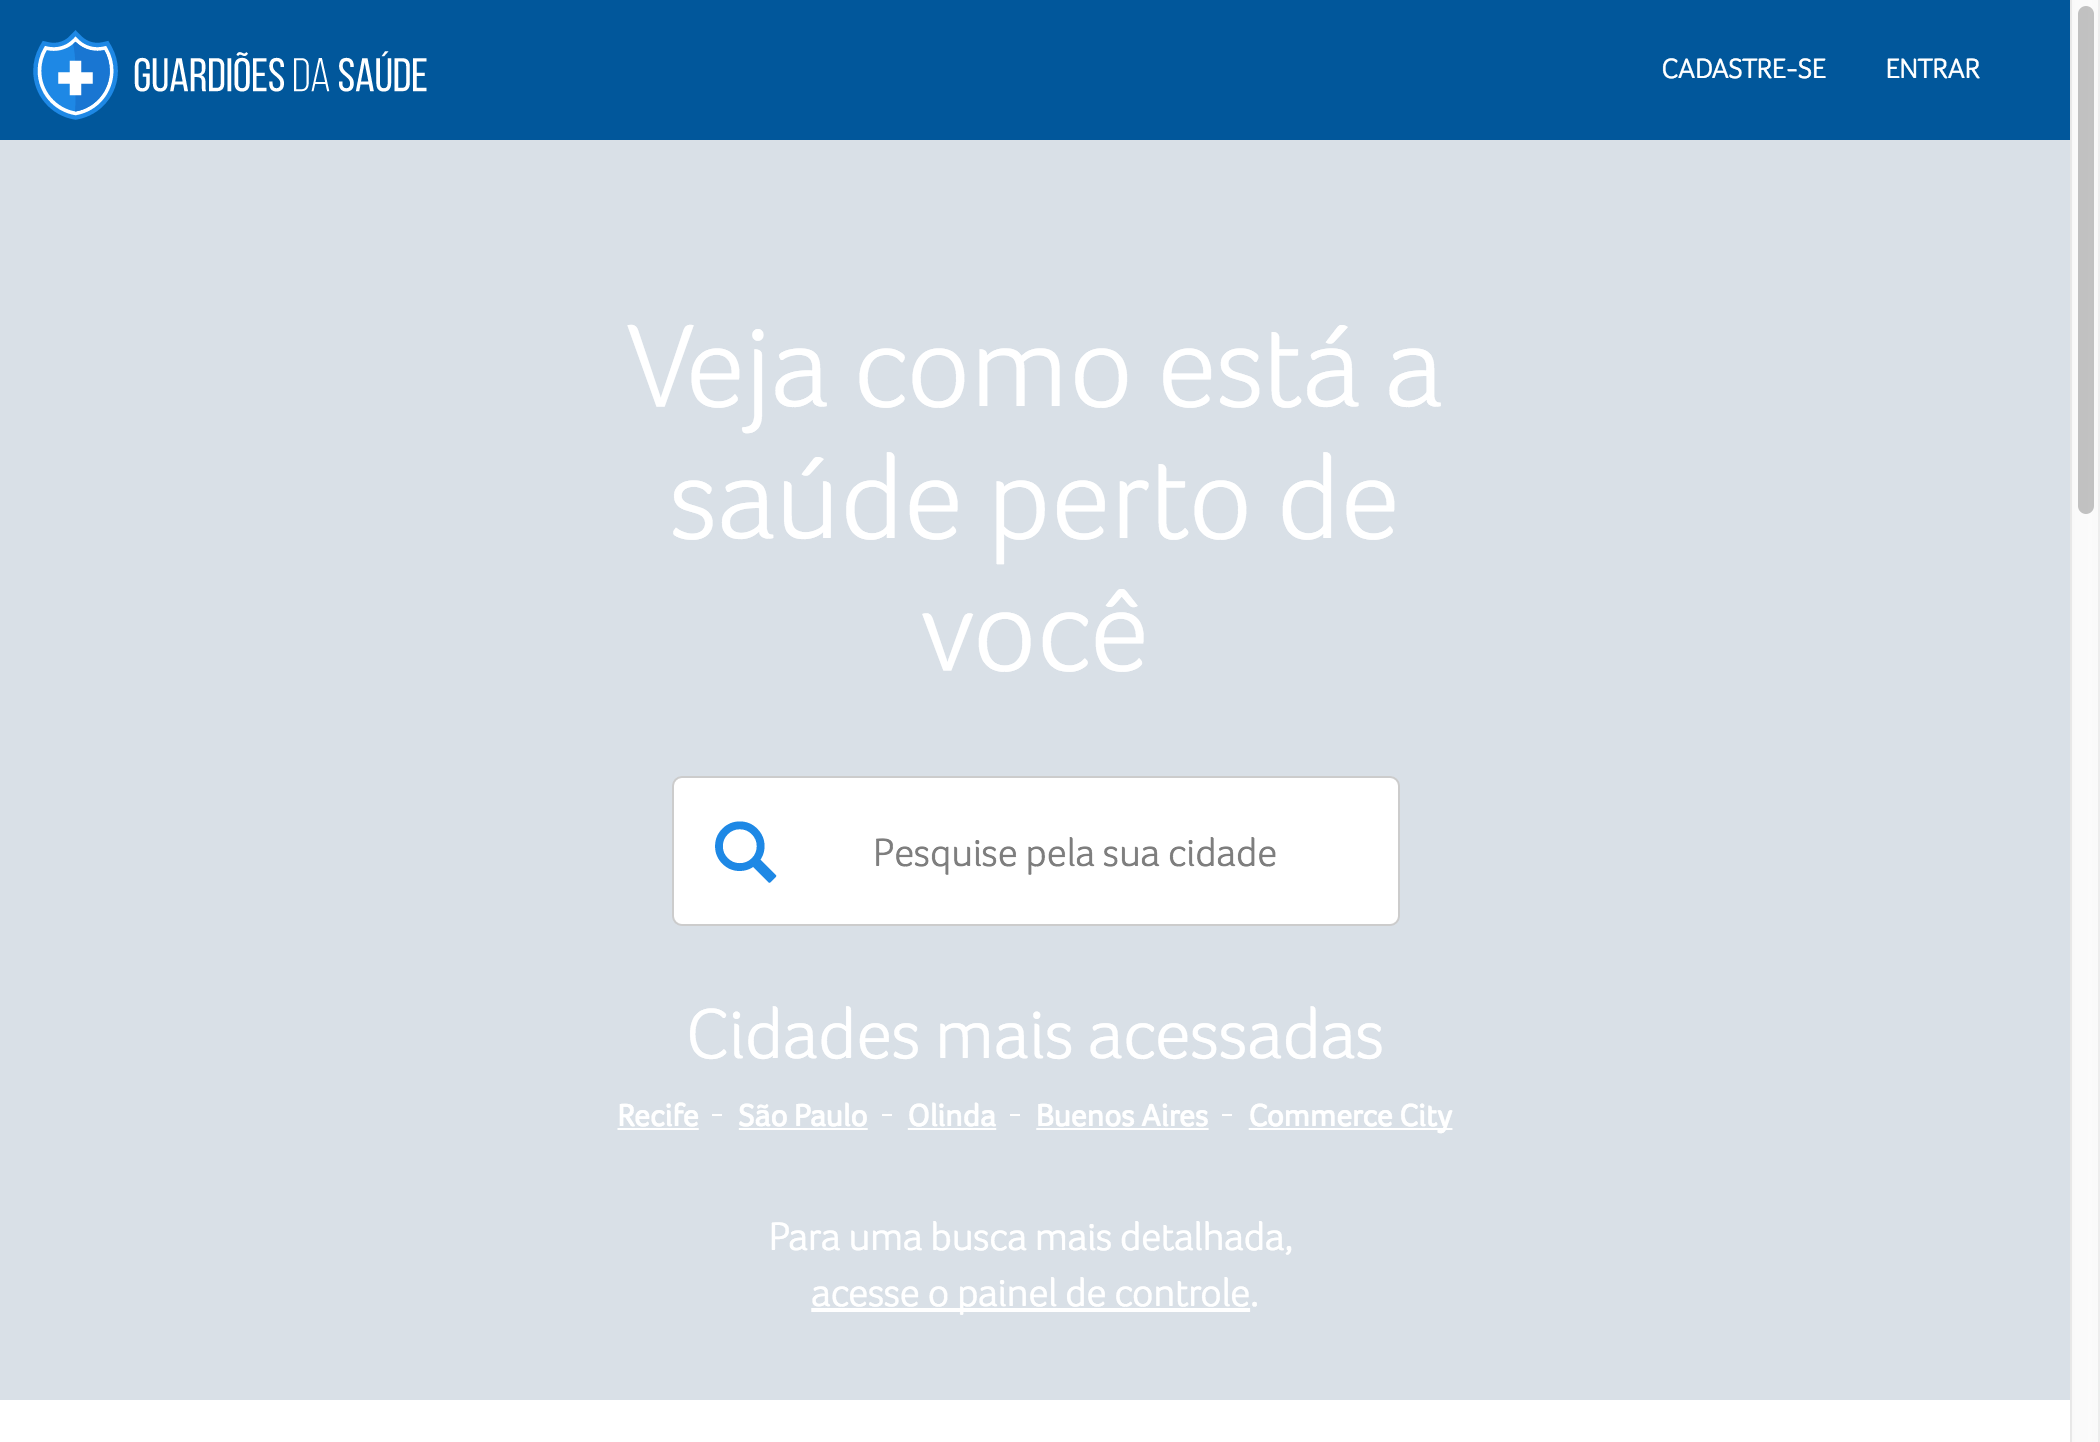 GUARDIÕES DA SAÚDE
CADASTRE-SE ENTRAR
Veja como está a
saúde perto de
você
Pesquise pela sua cidade
Cidades mais acessadas
Recife - São Paulo - Olinda - Buenos Aires - Commerce City
Para uma busca mais detalhada,
acesse o painel de controle.